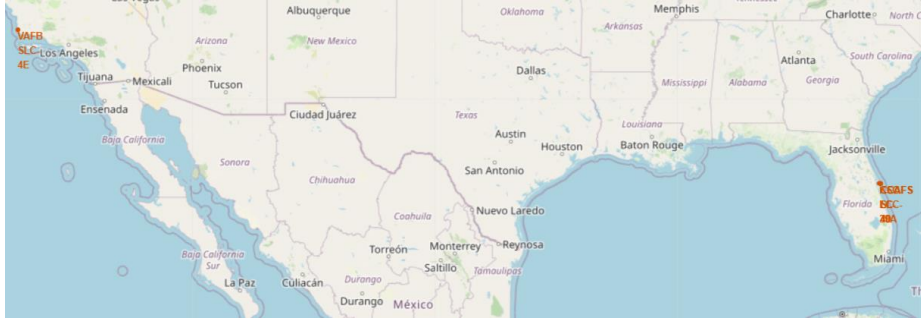 Memphis
Albuquerque
Oklahoma
Charlotte
Arkansas
VAFB
SLC-
4E
Los Angeles
Arizona
New Mexico
South Carolina
Atlanta
Phoenix
Dallas
Tijuana
Mexicali
Tucson
Mississippi
Alabama
Georgia
Ensenada
Ciudad Juárez
Texas
Louisiana
Austin
Baja California
Houston
Baton Rouge
Jacksonville
Sonora
San Antonio
Chihuahua
Florida
Coahuila
Nuevo Laredo
Torreón
Monterrey
Reynosa
Baja California
Sur
Saltillo
Tamaulipas
Miami
La Paz
Culiacán
Durango
Durango
México